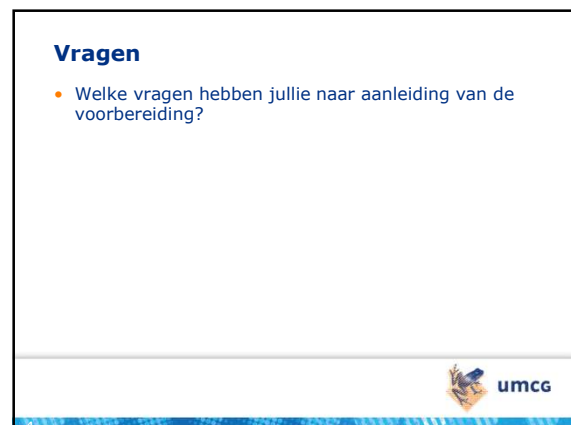 Vragen
• Welke vragen hebben jullie naar aanleiding van de
voorbereiding?
umcg